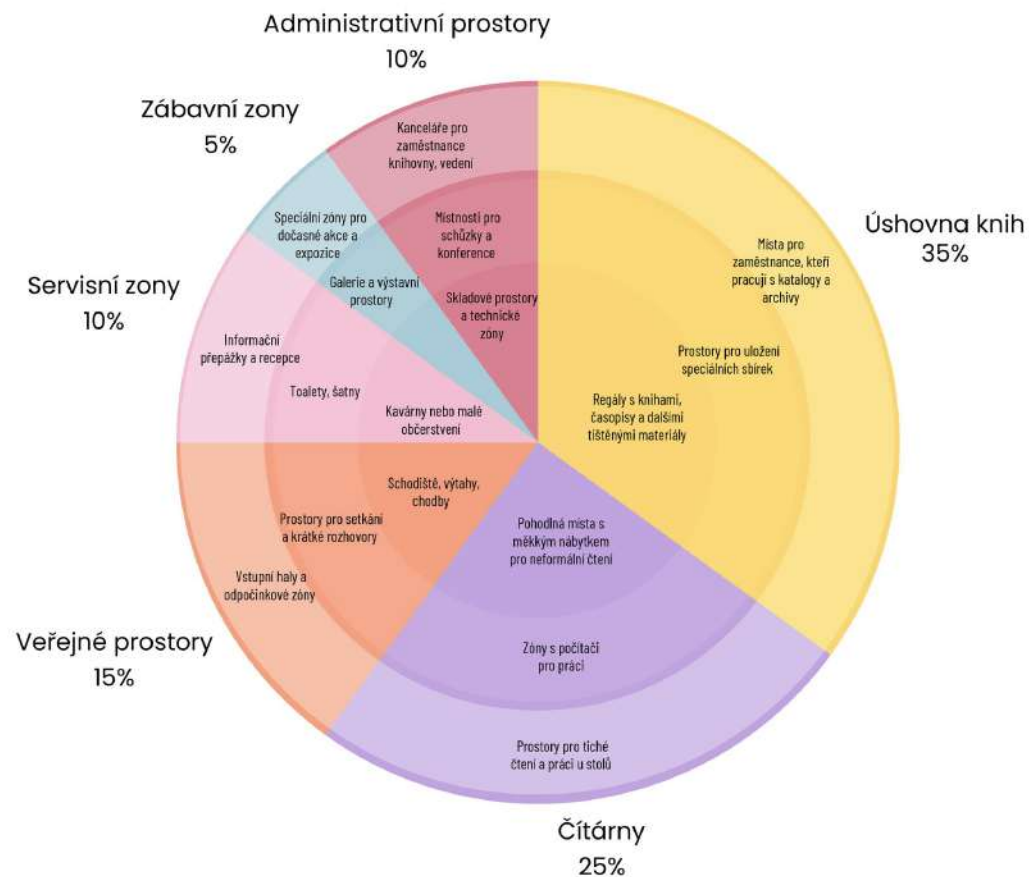 Administrativní prostory
10%
Zábavní zony
5%
Servisní zony
10%
Úshovna knih
35%
Veřejné prostory
15%
Čítárny
25%
Kanceláře pro
zaměstnance
knihovny, vedení
Místnosti pro
schůzky a
konference
Skladové prostory
a technické
zóny
Speciální zóny pro
dočasné akce a
expozice
Galerie a výstavní
prostory
Informační
přepážky a recepce
Toalety, šatny
Kavárny nebo malé
občerstvení
Místa pro
zaměstnance, kteří
pracují s katalogy a
archivy
Prostory pro uložení
speciálních sbírek
Regály s knihami,
časopisy a dalšími
tištěnými materiály
Schodiště, výtahy,
chodby
Prostory pro setkání
a krátké rozhovory
Vstupní haly a
odpočinkové zóny
Pohodlná místa s
měkkým nábytkem
pro neformální čtení
Zóny s počítači
pro práci
Prostory pro tiché
čtení a práci u stolů